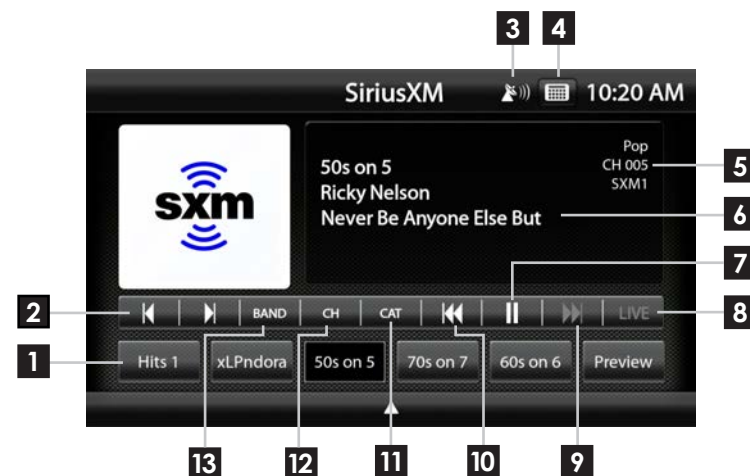 3 4
SiriusXM 10:20 AM
sxm
Pop
CH 005
SXM1
50s on 5
Ricky Nelson
Never Be Anyone Else But
5
6
7
2
BAND CH CAT LIVE
8
1
Hits 1 xLPndora 50s on 5 70s on 7 60s on 6 Preview
13 12 11 10 9